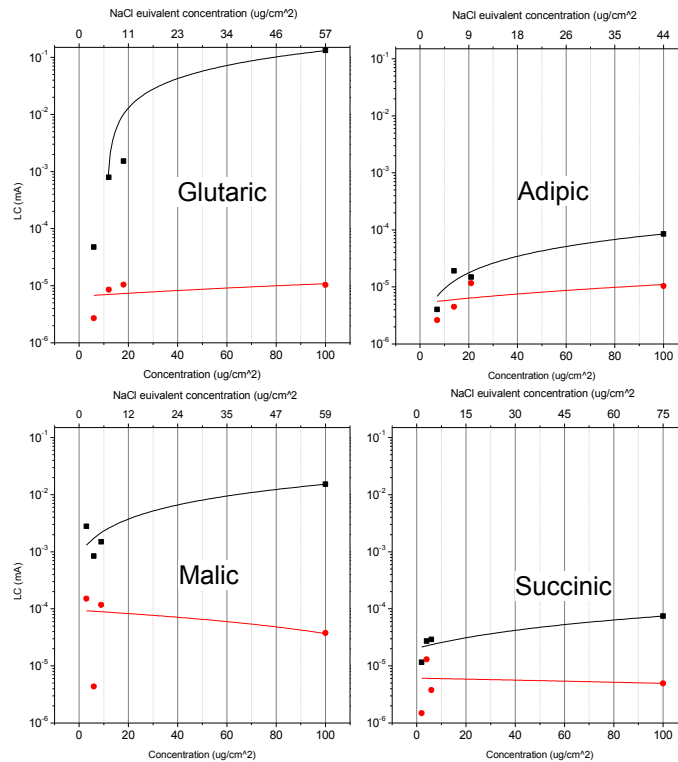 NaCl euivalent concentration (ug/cm^2)
0 11 23 34 46 57
10^-1
10^-2
10^-3
10^-4
10^-5
10^-6
LC (mA)
Glutaric
0 20 40 60 80 100
Concentration (ug/cm^2)
NaCl euivalent concentration (ug/cm^2
0 9 18 26 35 44
10^-1
10^-2
10^-3
10^-4
10^-5
10^-6
Adipic
0 20 40 60 80 100
Concentration (ug/cm^2)
NaCl euivalent concentration (ug/cm^2
0 12 24 35 47 59
10^-1
10^-2
10^-3
10^-4
10^-5
10^-6
LC (mA)
Malic
0 20 40 60 80 100
Concentration (ug/cm^2)
NaCl euivalent concentration (ug/cm^2
0 15 30 45 60 75
10^-1
10^-2
10^-3
10^-4
10^-5
10^-6
Succinic
0 20 40 60 80 100
Concentration (ug/cm^2)